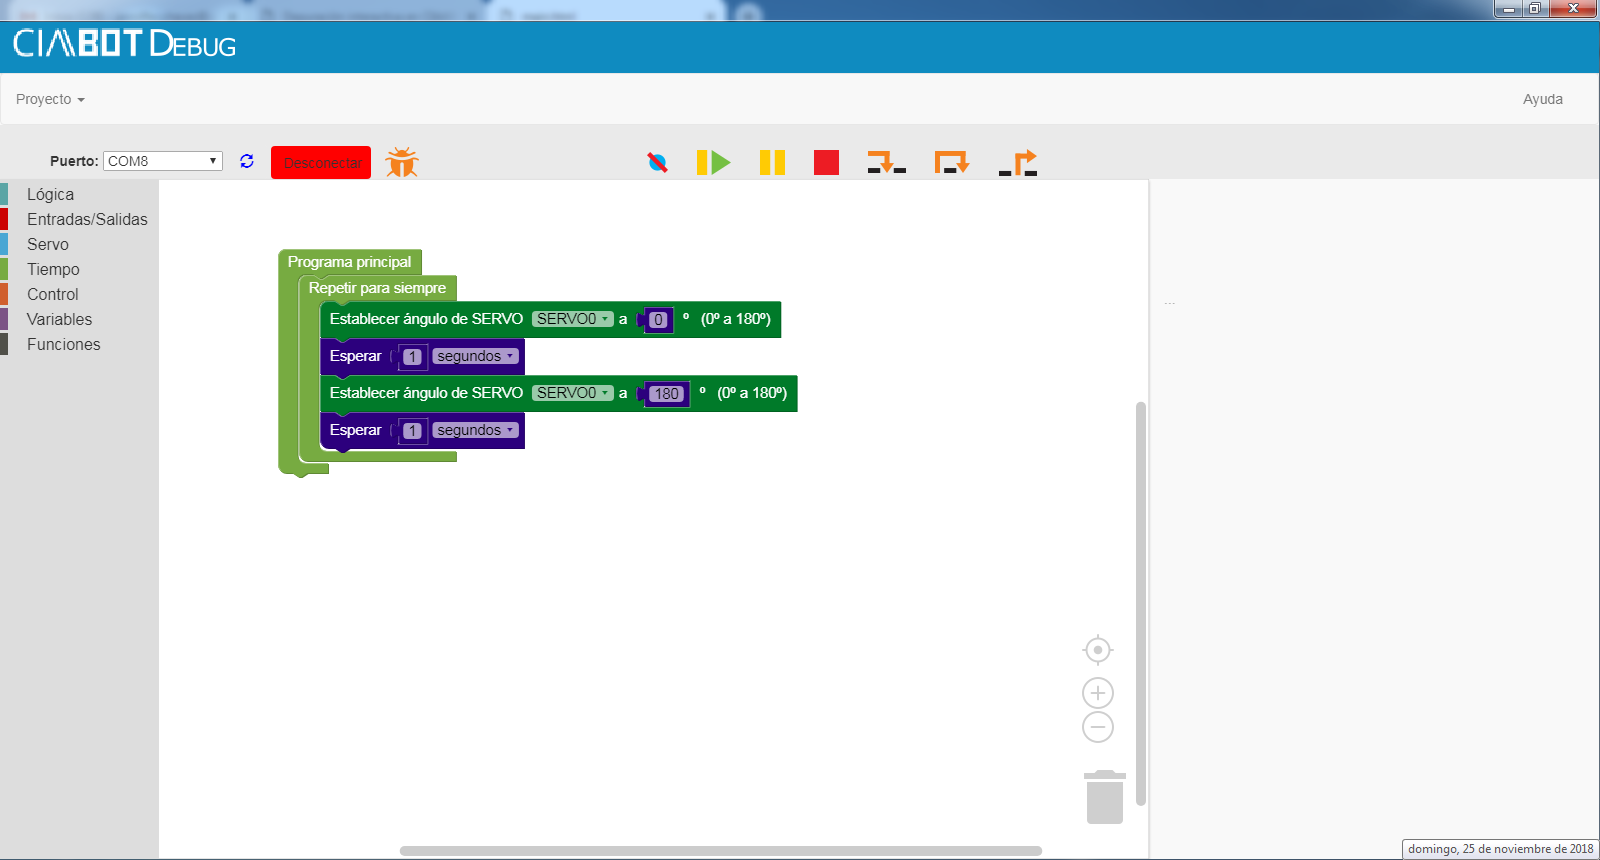 CIMBOT DEBUG
Proyecto
Ayuda
Puerto: COM8 Desconectar
Lógica
Entradas/Salidas
Servo
Tiempo
Control
Variables
Funciones
Programa principal
Repetir para siempre
Establecer ángulo de SERVO SERVO0 a 0 º (0º a 180º)
Esperar 1 segundos
Establecer ángulo de SERVO SERVO0 a 180 º (0º a 180º)
Esperar 1 segundos
...
domingo, 25 de noviembre de 2018